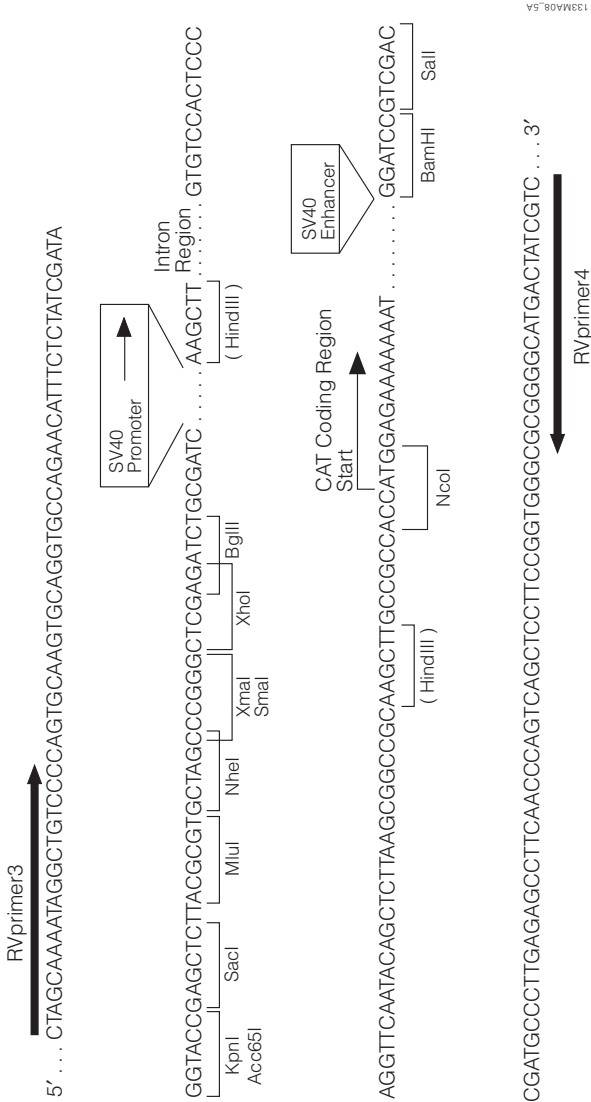 RVprimer3
5′ . . . CTAGCAAAATAGGCTGTCCCCAGTGCAAGTGCAGGTGCCAGAACATTTCTCTATCGATA
SV40
Promoter
Intron
Region
GGTACCGAGCTCTTACGCGTGCTAGCCCGGGCTCGAGATCTGCGATC . . . . . AAGCTT . . . . . . . GTGTCCACTCCC
KpnI
Acc65I
SacI
MluI
NheI
XmaI
SmaI
XhoI
BglII
( HindIII )
CAT Coding Region
Start
SV40
Enhancer
AGGTTCAATACAGCTCTTAAGCGGCCGCAAGCTTGCCGCCACCATGGAGAAAAAAAT . . . . . . . . GGATCCGTCGAC
( HindIII )
NcoI
BamHI
SalI
CGATGCCCTTGAGAGCCTTCAACCCAGTCAGCTCCTTCCGGTGGGCGCGGGGCATGACTATCGTC . . . 3′
RVprimer4
133MA08_5A